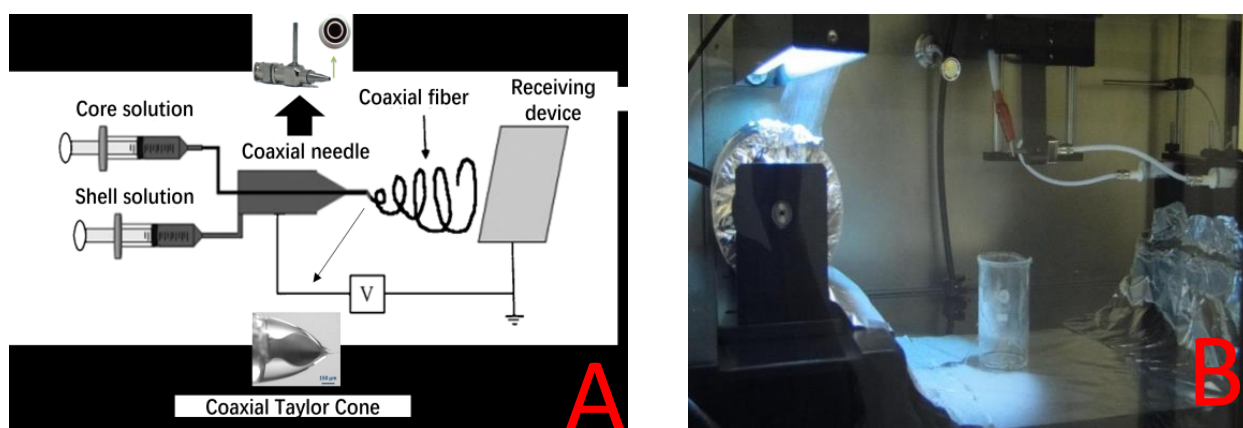 Core solution
Shell solution
Coaxial needle
Coaxial fiber
Receiving
device
V
150 μm
Coaxial Taylor Cone
A
B